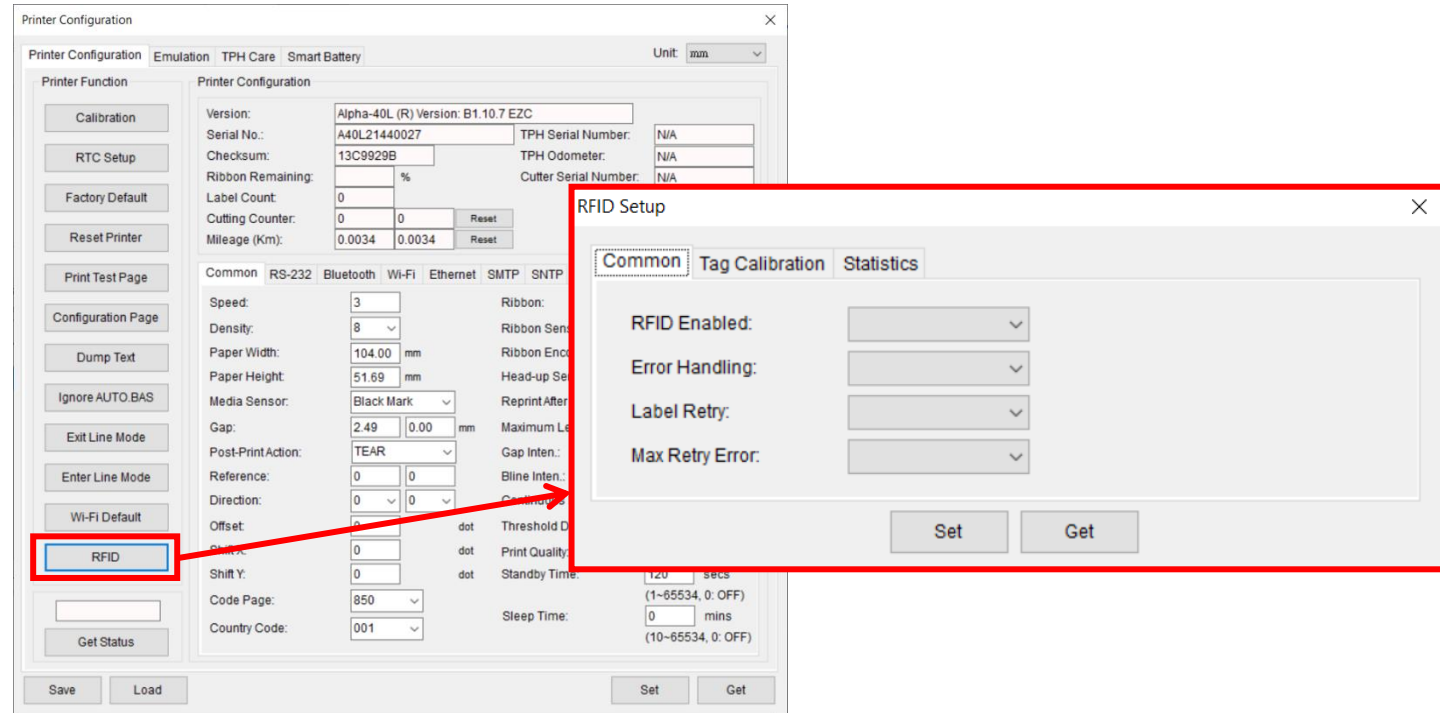 Printer Configuration
Printer Configuration Emulation TPH Care Smart Battery Unit: mm
Printer Function
Calibration
RTC Setup
Factory Default
Reset Printer
Print Test Page
Configuration Page
Dump Text
Ignore AUTO.BAS
Exit Line Mode
Enter Line Mode
Wi-Fi Default
RFID
Get Status
Printer Configuration
Version: Alpha-40L (R) Version: B1.10.7 EZC
Serial No.: A40L21440027 TPH Serial Number: N/A
Checksum: 13C9929B TPH Odometer: N/A
Ribbon Remaining: % Cutter Serial Number: N/A
Label Count: 0
Cutting Counter: 0 0 Reset
Mileage (Km): 0.0034 0.0034 Reset
Common RS-232 Bluetooth Wi-Fi Ethernet SMTP SNTP
Speed: 3 Ribbon:
Density: 8 Ribbon
Paper Width: 104.00 mm Ribbon
Paper Height: 51.69 mm Head-up
Media Sensor: Black Mark Reprint After
Gap: 2.49 0.00 mm Maximum
Post-Print Action: TEAR Gap Inten.:
Reference: 0 0 Bline Inten.:
Direction: 0 0
Offset: dot Threshold
Shift X: 0 dot Print Quality:
Shift Y: 0 dot Standby Time: 120 secs
(1~65534, 0: OFF)
Code Page: 850 Sleep Time: 0 mins
Country Code: 001 (10~65534, 0: OFF)
Save Load Set Get
RFID Setup
Common Tag Calibration Statistics
RFID Enabled:
Error Handling:
Label Retry:
Max Retry Error:
Set Get